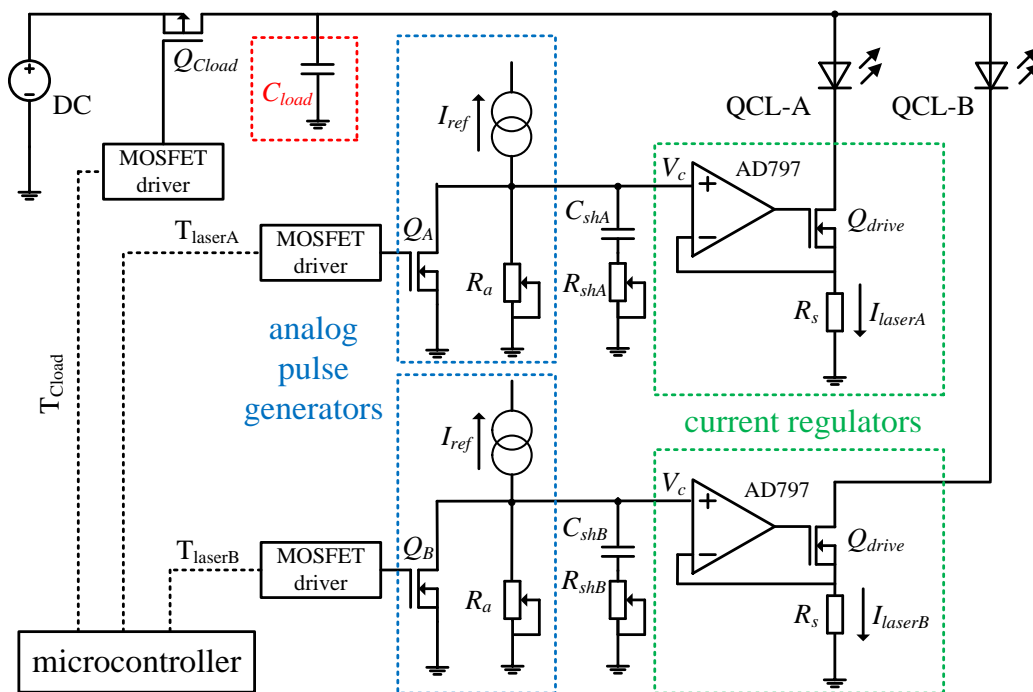 Q_Cload
DC
C_load
MOSFET
driver
I_ref
QCL-A
QCL-B
V_c
AD797
T_laserA
MOSFET
driver
Q_A
C_shA
Q_drive
R_a
R_shA
R_s
I_laserA
analog
pulse
generators
T_Cload
I_ref
current regulators
V_c
AD797
T_laserB
MOSFET
driver
Q_B
C_shB
Q_drive
R_a
R_shB
R_s
I_laserB
microcontroller